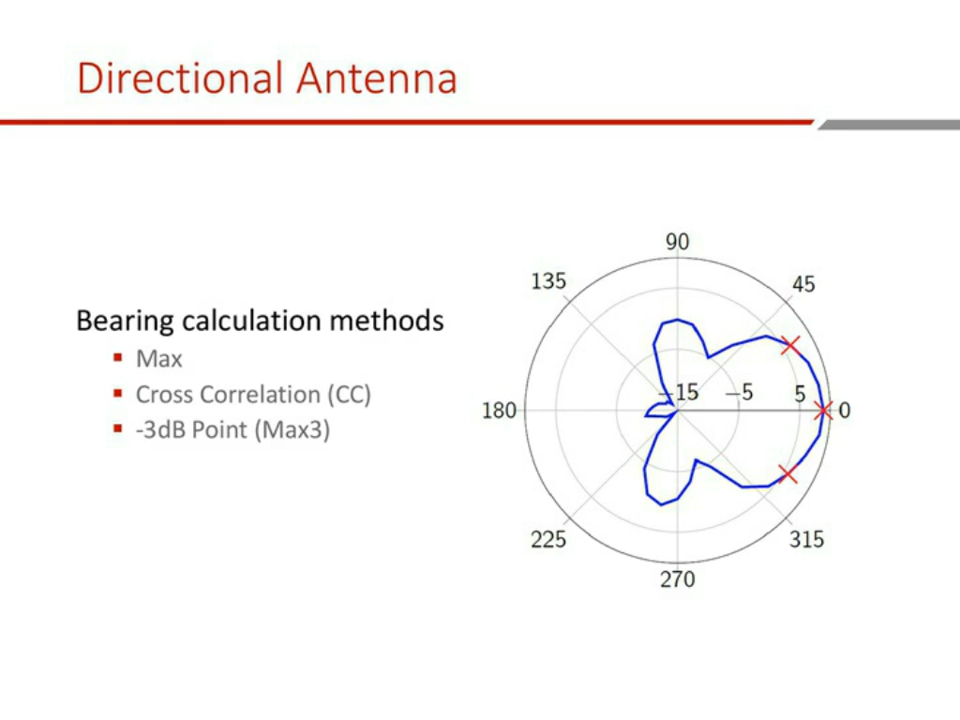 Directional Antenna
Bearing calculation methods
▪ Max
▪ Cross Correlation (CC)
▪ -3dB Point (Max3)
90
135
45
−15 −5 5
180
0
225
315
270